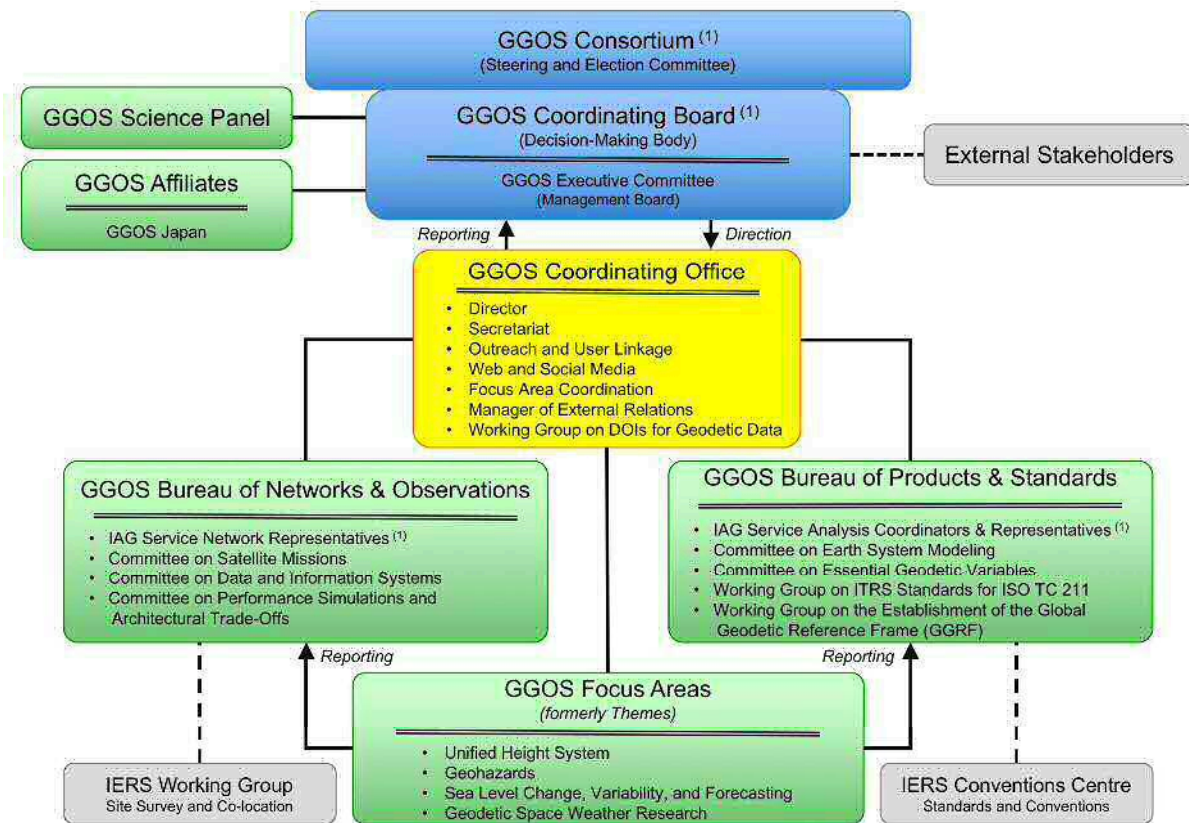 GGOS Consortium (1)
(Steering and Election Committee)
GGOS Science Panel
GGOS Coordinating Board (1)
(Decision-Making Body)
GGOS Executive Committee
(Management Board)
External Stakeholders
GGOS Affiliates
GGOS Japan
Reporting
Direction
GGOS Coordinating Office
• Director
• Secretariat
• Outreach and User Linkage
• Web and Social Media
• Focus Area Coordination
• Manager of External Relations
• Working Group on DOIs for Geodetic Data
GGOS Bureau of Networks & Observations
• IAG Service Network Representatives (1)
• Committee on Satellite Missions
• Committee on Data and Information Systems
• Committee on Performance Simulations and
Architectural Trade-Offs
GGOS Bureau of Products & Standards
• IAG Service Analysis Coordinators & Representatives (1)
• Committee on Earth System Modeling
• Committee on Essential Geodetic Variables
• Working Group on ITRS Standards for ISO TC 211
• Working Group on the Establishment of the Global
Geodetic Reference Frame (GGRF)
Reporting
Reporting
GGOS Focus Areas
(formerly Themes)
• Unified Height System
• Geohazards
• Sea Level Change, Variability, and Forecasting
• Geodetic Space Weather Research
IERS Working Group
Site Survey and Co-location
IERS Conventions Centre
Standards and Conventions